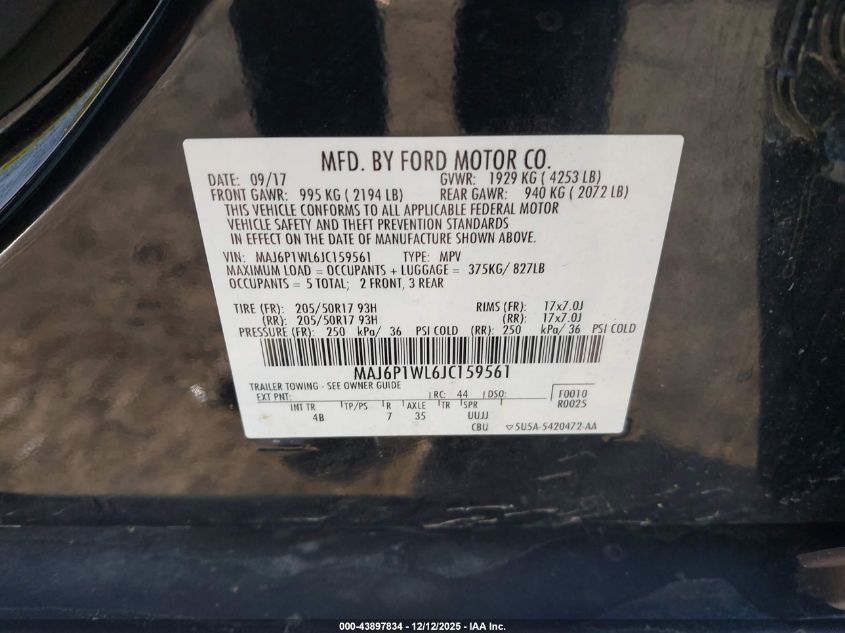 MFD. BY FORD MOTOR CO.
DATE: 09/17 GVWR: 1929 KG ( 4253 LB)
FRONT GAWR: 995 KG ( 2194 LB) REAR GAWR: 940 KG ( 2072 LB)
THIS VEHICLE CONFORMS TO ALL APPLICABLE FEDERAL MOTOR
VEHICLE SAFETY AND THEFT PREVENTION STANDARDS
IN EFFECT ON THE DATE OF MANUFACTURE SHOWN ABOVE.
VIN: MAJ6P1WL6JC159561 TYPE: MPV
MAXIMUM LOAD = OCCUPANTS + LUGGAGE = 375KG/ 827LB
OCCUPANTS = 5 TOTAL; 2 FRONT, 3 REAR
TIRE (FR): 205/50R17 93H RIMS (FR): 17x7.0J
(RR): 205/50R17 93H (RR): 17x7.0J
PRESSURE (FR): 250 kPa/ 36 PSI COLD (RR): 250 kPa/ 36 PSI COLD
MAJ6P1WL6JC159561
TRAILER TOWING - SEE OWNER GUIDE
EXT PNT: RC: 44 DSO: F0010
R0025
INT TR TP/PS R AXLE TR SPR
4B 7 35 UUJJ
CBU ▽5U5A-5420472-AA
000-43897834 - 12/12/2025 - IAA Inc.